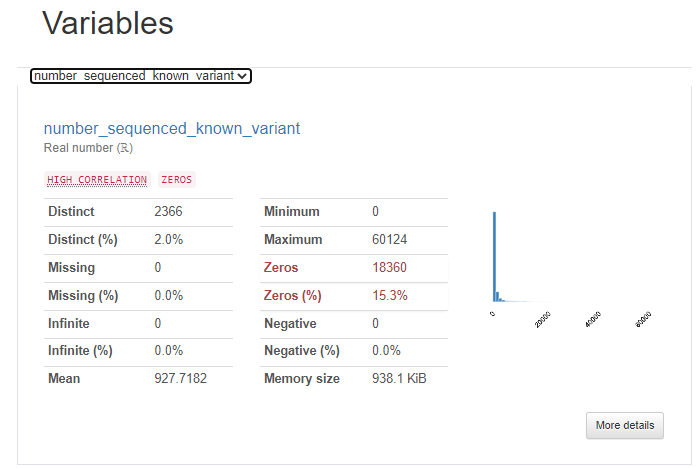 Variables
number_sequenced_known_variant
number_sequenced_known_variant
Real number (ℝ)
HIGH CORRELATION ZEROS
Distinct 2366 Minimum 0
Distinct (%) 2.0% Maximum 60124
Missing 0 Zeros 18360
Missing (%) 0.0% Zeros (%) 15.3%
Infinite 0 Negative 0
Infinite (%) 0.0% Negative (%) 0.0%
Mean 927.7182 Memory size 938.1 KiB
0 20000 40000 60000
More details